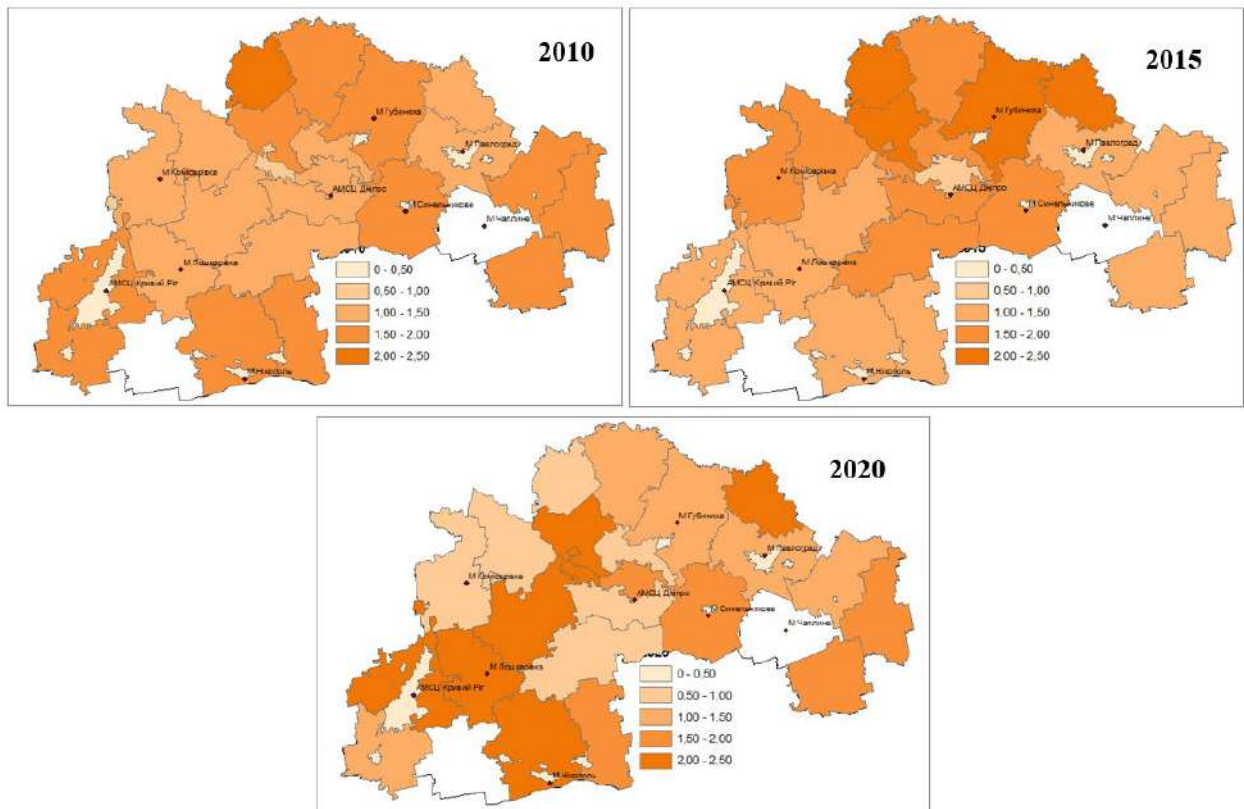 2010
М Губиниха
М Павлоград
М Комісарівка
АМСЦ Дніпро
М Синельникове
М Чаплине
М Лошкарівка
АМСЦ Кривий Ріг
М Нікополь
0 - 0,50
0,50 - 1,00
1,00 - 1,50
1,50 - 2,00
2,00 - 2,50
2015
М Губиниха
М Павлоград
М Комісарівка
АМСЦ Дніпро
М Синельникове
М Чаплине
М Лошкарівка
АМСЦ Кривий Ріг
М Нікополь
0 - 0,50
0,50 - 1,00
1,00 - 1,50
1,50 - 2,00
2,00 - 2,50
2020
М Губиниха
М Павлоград
М Комісарівка
АМСЦ Дніпро
М Синельникове
М Чаплине
М Лошкарівка
АМСЦ Кривий Ріг
М Нікополь
0 - 0,50
0,50 - 1,00
1,00 - 1,50
1,50 - 2,00
2,00 - 2,50